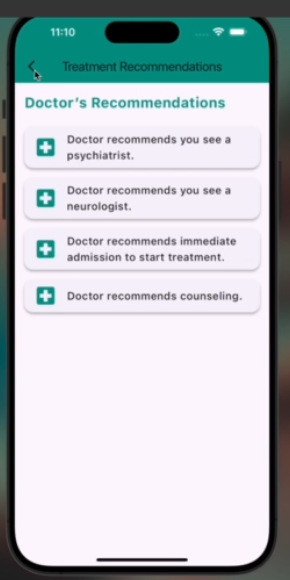 11:10
Treatment Recommendations
Doctor's Recommendations
Doctor recommends you see a
psychiatrist.
Doctor recommends you see a
neurologist.
Doctor recommends immediate
admission to start treatment.
Doctor recommends counseling.